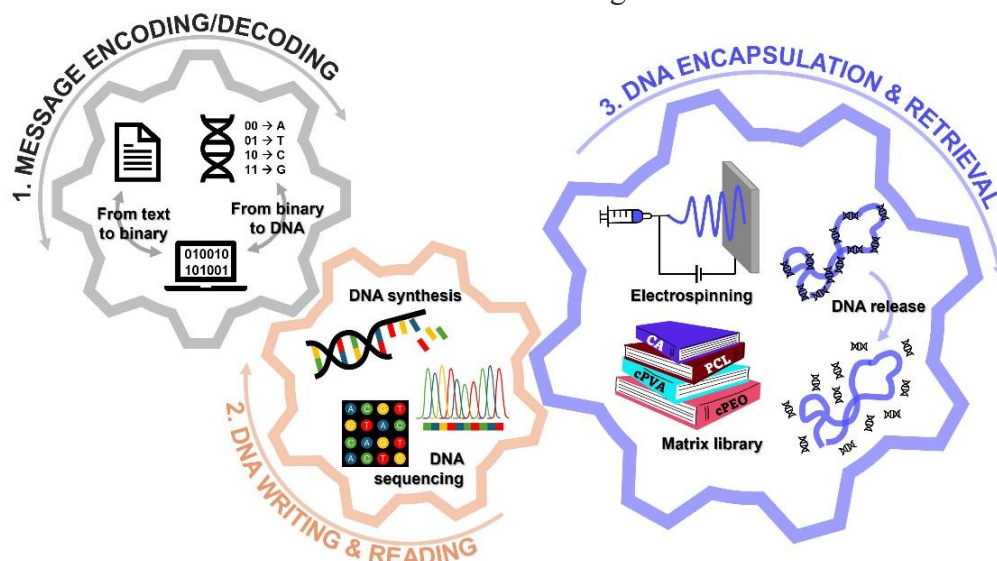 1. MESSAGE ENCODING/DECODING
00 → A
01 → T
10 → C
11 → G
From text
to binary
From binary
to DNA
010010
101001
2. DNA WRITING & READING
DNA synthesis
A C G T
G T A C
C A G T
A C T G
DNA
sequencing
3. DNA ENCAPSULATION & RETRIEVAL
Electrospinning
DNA release
CA
PCL
cPVA
cPEO
Matrix library